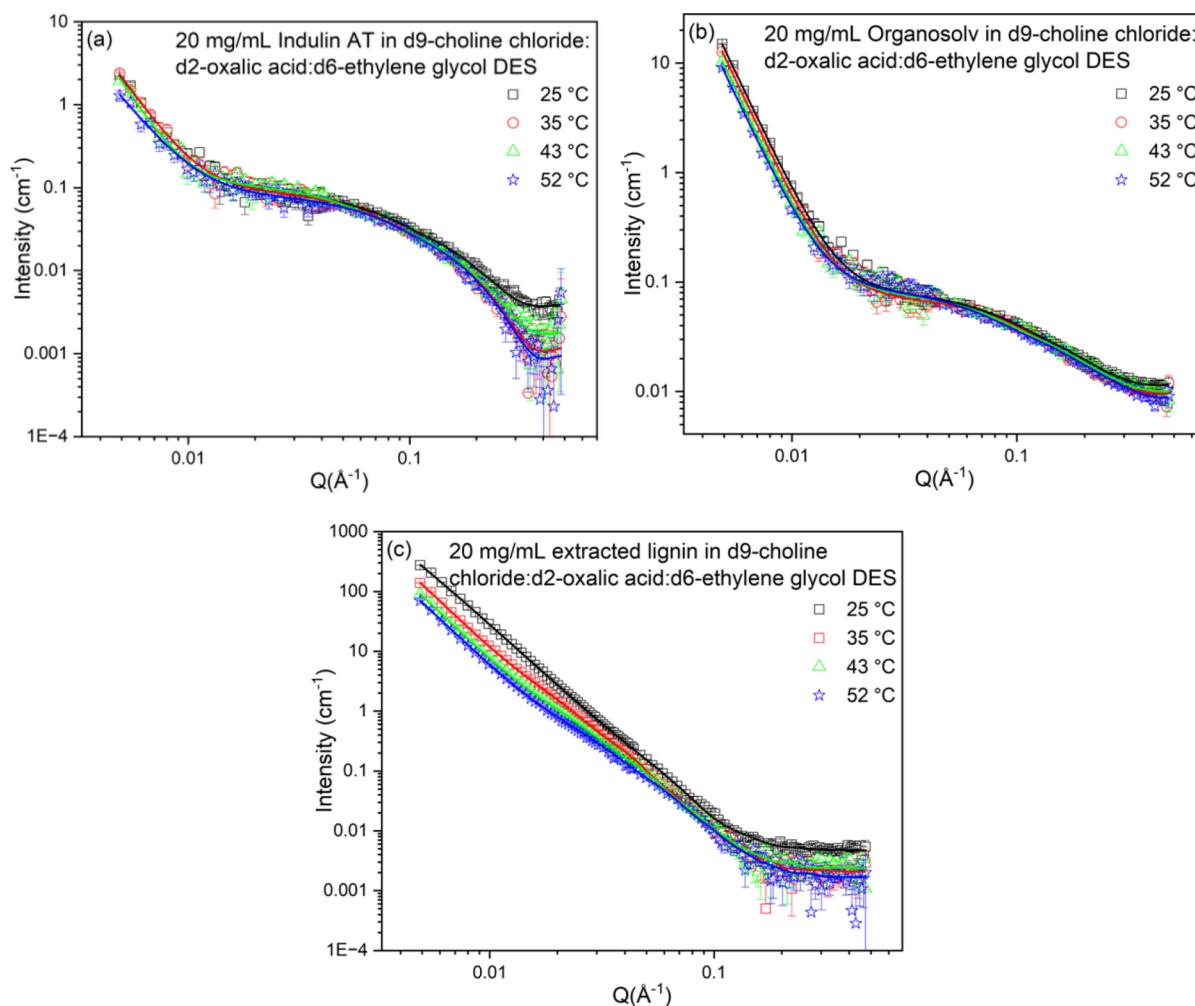 (a)
20 mg/mL Indulin AT in d9-choline chloride:
d2-oxalic acid:d6-ethylene glycol DES
25 °C
35 °C
43 °C
52 °C
10
1
0.1
0.01
0.001
1E−4
Intensity (cm⁻¹)
0.01
0.1
Q(Å⁻¹)
(b)
20 mg/mL Organosolv in d9-choline chloride:
d2-oxalic acid:d6-ethylene glycol DES
25 °C
35 °C
43 °C
52 °C
10
1
0.1
0.01
Intensity (cm⁻¹)
0.01
0.1
Q(Å⁻¹)
(c)
20 mg/mL extracted lignin in d9-choline
chloride:d2-oxalic acid:d6-ethylene glycol DES
25 °C
35 °C
43 °C
52 °C
1000
100
10
1
0.1
0.01
0.001
1E−4
Intensity (cm⁻¹)
0.01
0.1
Q(Å⁻¹)